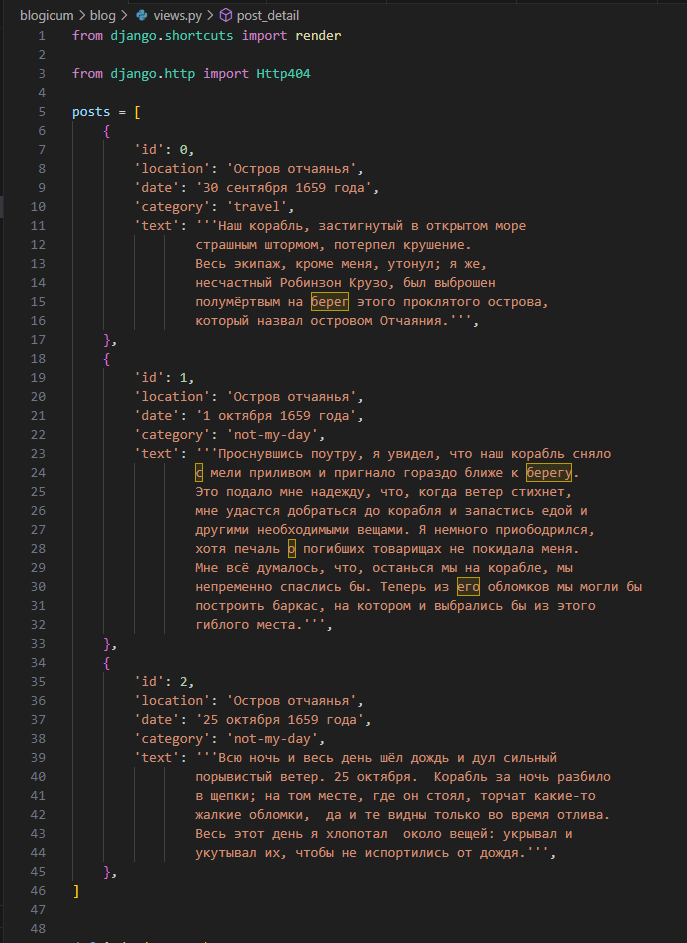 blogicum > blog > views.py > post_detail
1 from django.shortcuts import render
2
3 from django.http import Http404
4
5 posts = [
6 {
7 'id': 0,
8 'location': 'Остров отчаянья',
9 'date': '30 сентября 1659 года',
10 'category': 'travel',
11 'text': '''Наш корабль, застигнутый в открытом море
12 страшным штормом, потерпел крушение.
13 Весь экипаж, кроме меня, утонул; я же,
14 несчастный Робинзон Крузо, был выброшен
15 полумёртвым на берег этого проклятого острова,
16 который назвал островом Отчаяния.''',
17 },
18 {
19 'id': 1,
20 'location': 'Остров отчаянья',
21 'date': '1 октября 1659 года',
22 'category': 'not-my-day',
23 'text': '''Проснувшись поутру, я увидел, что наш корабль сняло
24 с мели приливом и пригнало гораздо ближе к берегу.
25 Это подало мне надежду, что, когда ветер стихнет,
26 мне удастся добраться до корабля и запастись едой и
27 другими необходимыми вещами. Я немного приободрился,
28 хотя печаль о погибших товарищах не покидала меня.
29 Мне всё думалось, что, останься мы на корабле, мы
30 непременно спаслись бы. Теперь из его обломков мы могли бы
31 построить баркас, на котором и выбрались бы из этого
32 гиблого места.''',
33 },
34 {
35 'id': 2,
36 'location': 'Остров отчаянья',
37 'date': '25 октября 1659 года',
38 'category': 'not-my-day',
39 'text': '''Всю ночь и весь день шёл дождь и дул сильный
40 порывистый ветер. 25 октября.  Корабль за ночь разбило
41 в щепки; на том месте, где он стоял, торчат какие-то
42 жалкие обломки,  да и те видны только во время отлива.
43 Весь этот день я хлопотал  около вещей: укрывал и
44 укутывал их, чтобы не испортились от дождя.''',
45 },
46 ]
47
48